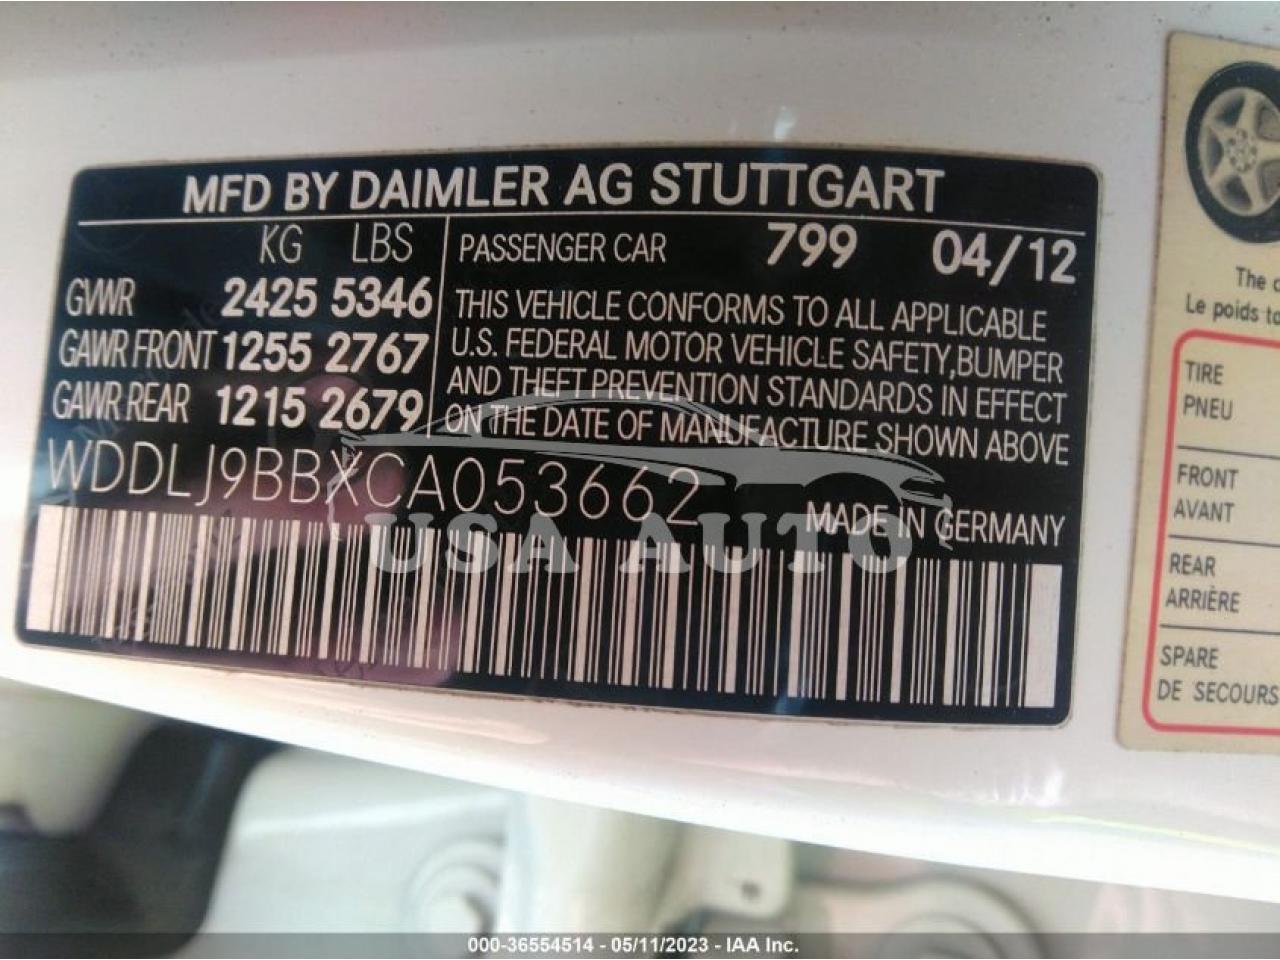 MFD BY DAIMLER AG STUTTGART
KG LBS
GVWR 2425 5346
GAWR FRONT 1255 2767
GAWR REAR 1215 2679
PASSENGER CAR 799 04/12
THIS VEHICLE CONFORMS TO ALL APPLICABLE
U.S. FEDERAL MOTOR VEHICLE SAFETY, BUMPER
AND THEFT PREVENTION STANDARDS IN EFFECT
ON THE DATE OF MANUFACTURE SHOWN ABOVE
WDDLJ9BBXCA053662
MADE IN GERMANY
USA AUTO
The
Le poids
TIRE
PNEU
FRONT
AVANT
REAR
ARRIÈRE
SPARE
DE SECOURS
000-36554514 - 05/11/2023 - IAA Inc.